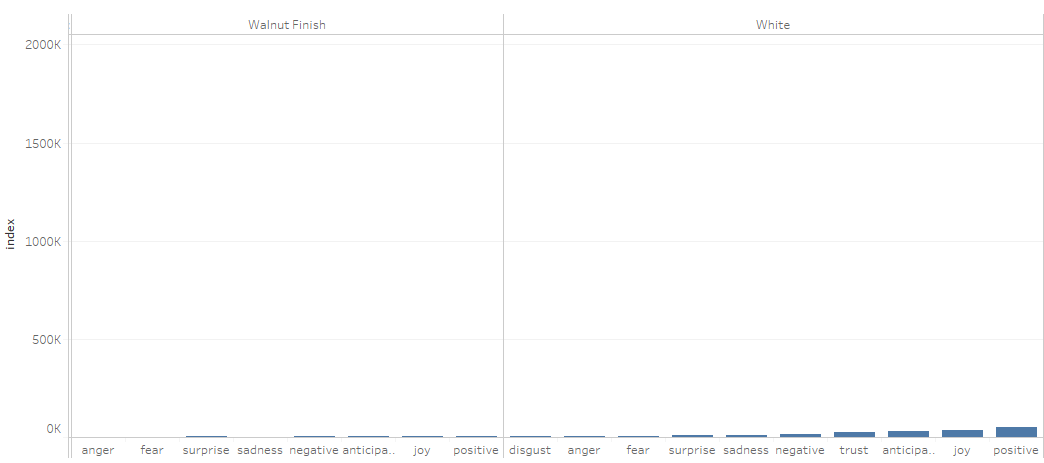 Walnut Finish White
2000K
1500K
1000K
500K
0K
index
anger fear surprise sadness negative anticipa.. joy positive disgust anger fear surprise sadness negative trust anticipa.. joy positive